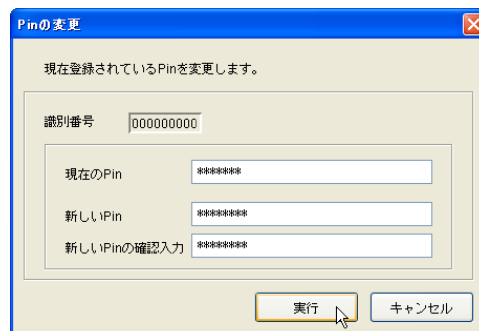 Pinの変更
現在登録されているPinを変更します。
識別番号 000000000
現在のPin *******
新しいPin ********
新しいPinの確認入力 ********
実行 キャンセル